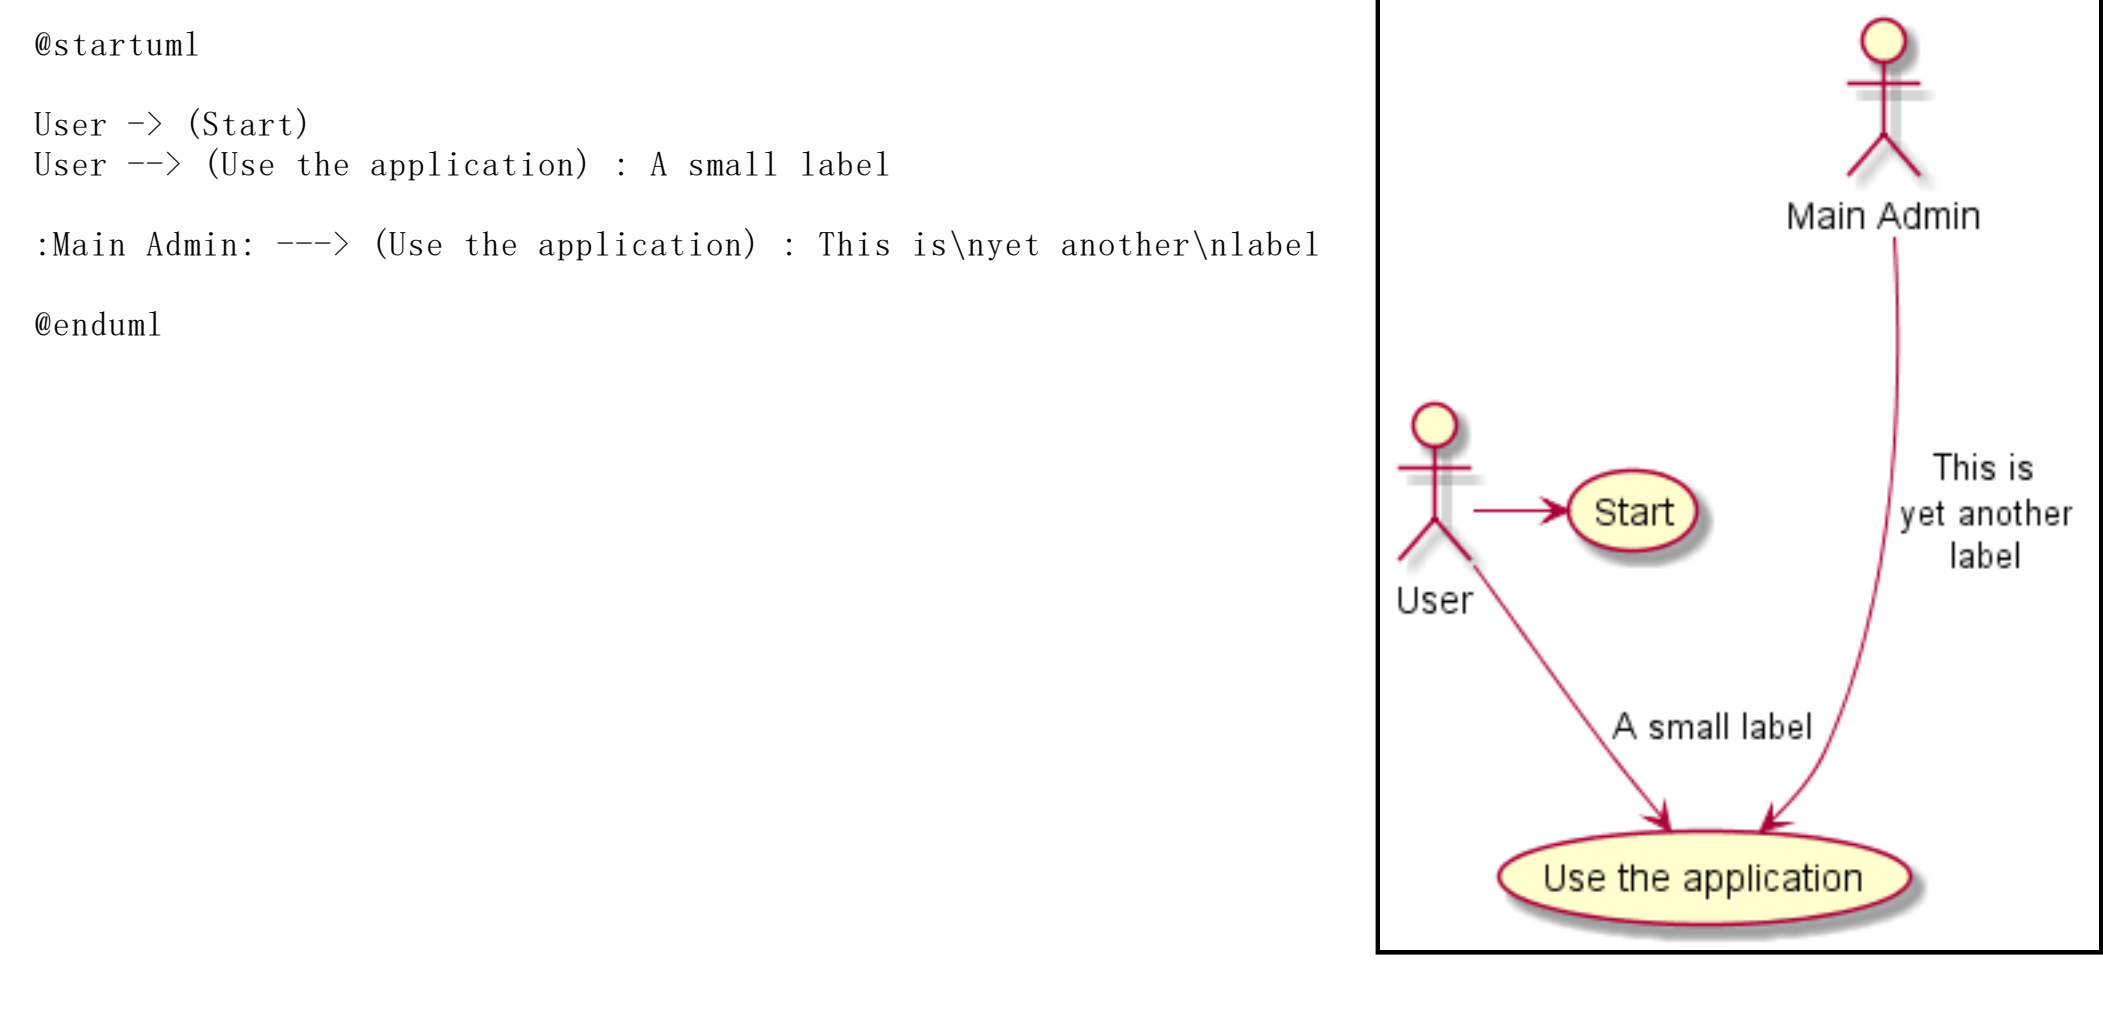 @startuml
User -> (Start)
User --> (Use the application) : A small label
:Main Admin: ---> (Use the application) : This is\nyet another\nlabel
@enduml
Main Admin
This is
yet another
label
Start
User
A small label
Use the application